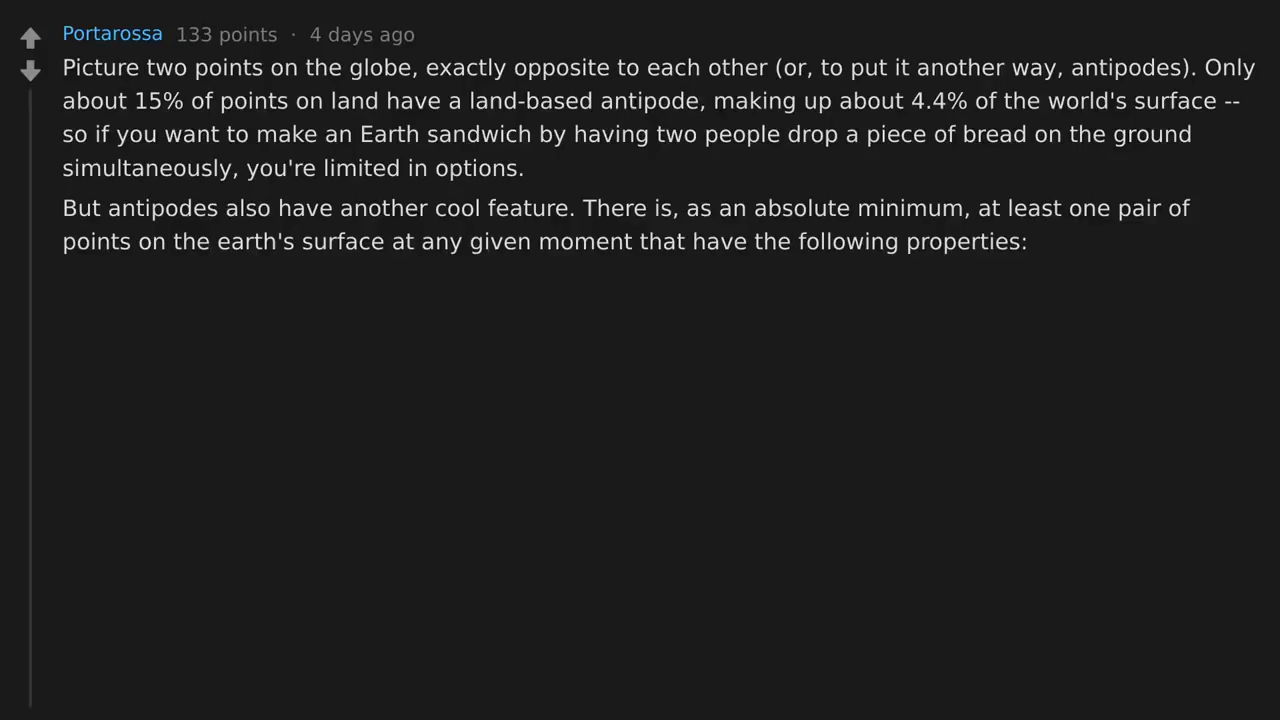 Portarossa 133 points · 4 days ago
Picture two points on the globe, exactly opposite to each other (or, to put it another way, antipodes). Only
about 15% of points on land have a land-based antipode, making up about 4.4% of the world's surface --
so if you want to make an Earth sandwich by having two people drop a piece of bread on the ground
simultaneously, you're limited in options.
But antipodes also have another cool feature. There is, as an absolute minimum, at least one pair of
points on the earth's surface at any given moment that have the following properties: